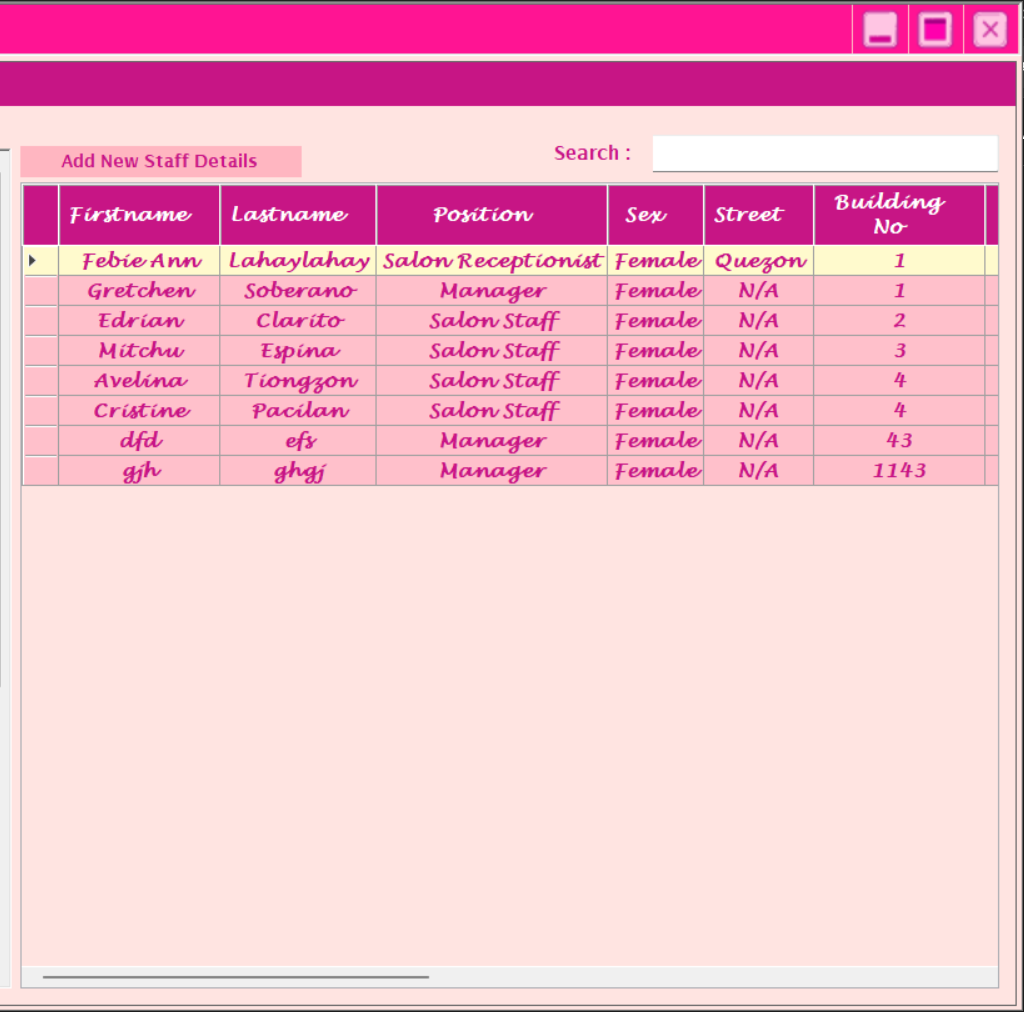 Search :
Add New Staff Details
Firstname Lastname Position Sex Street Building No
Febie Ann Lahaylahay Salon Receptionist Female Quezon 1
Gretchen Soberano Manager Female N/A 1
Edrian Clarito Salon Staff Female N/A 2
Mitchu Espina Salon Staff Female N/A 3
Avelina Tiongzon Salon Staff Female N/A 4
Cristine Pacilan Salon Staff Female N/A 4
dfd efs Manager Female N/A 43
gjh ghgj Manager Female N/A 1143